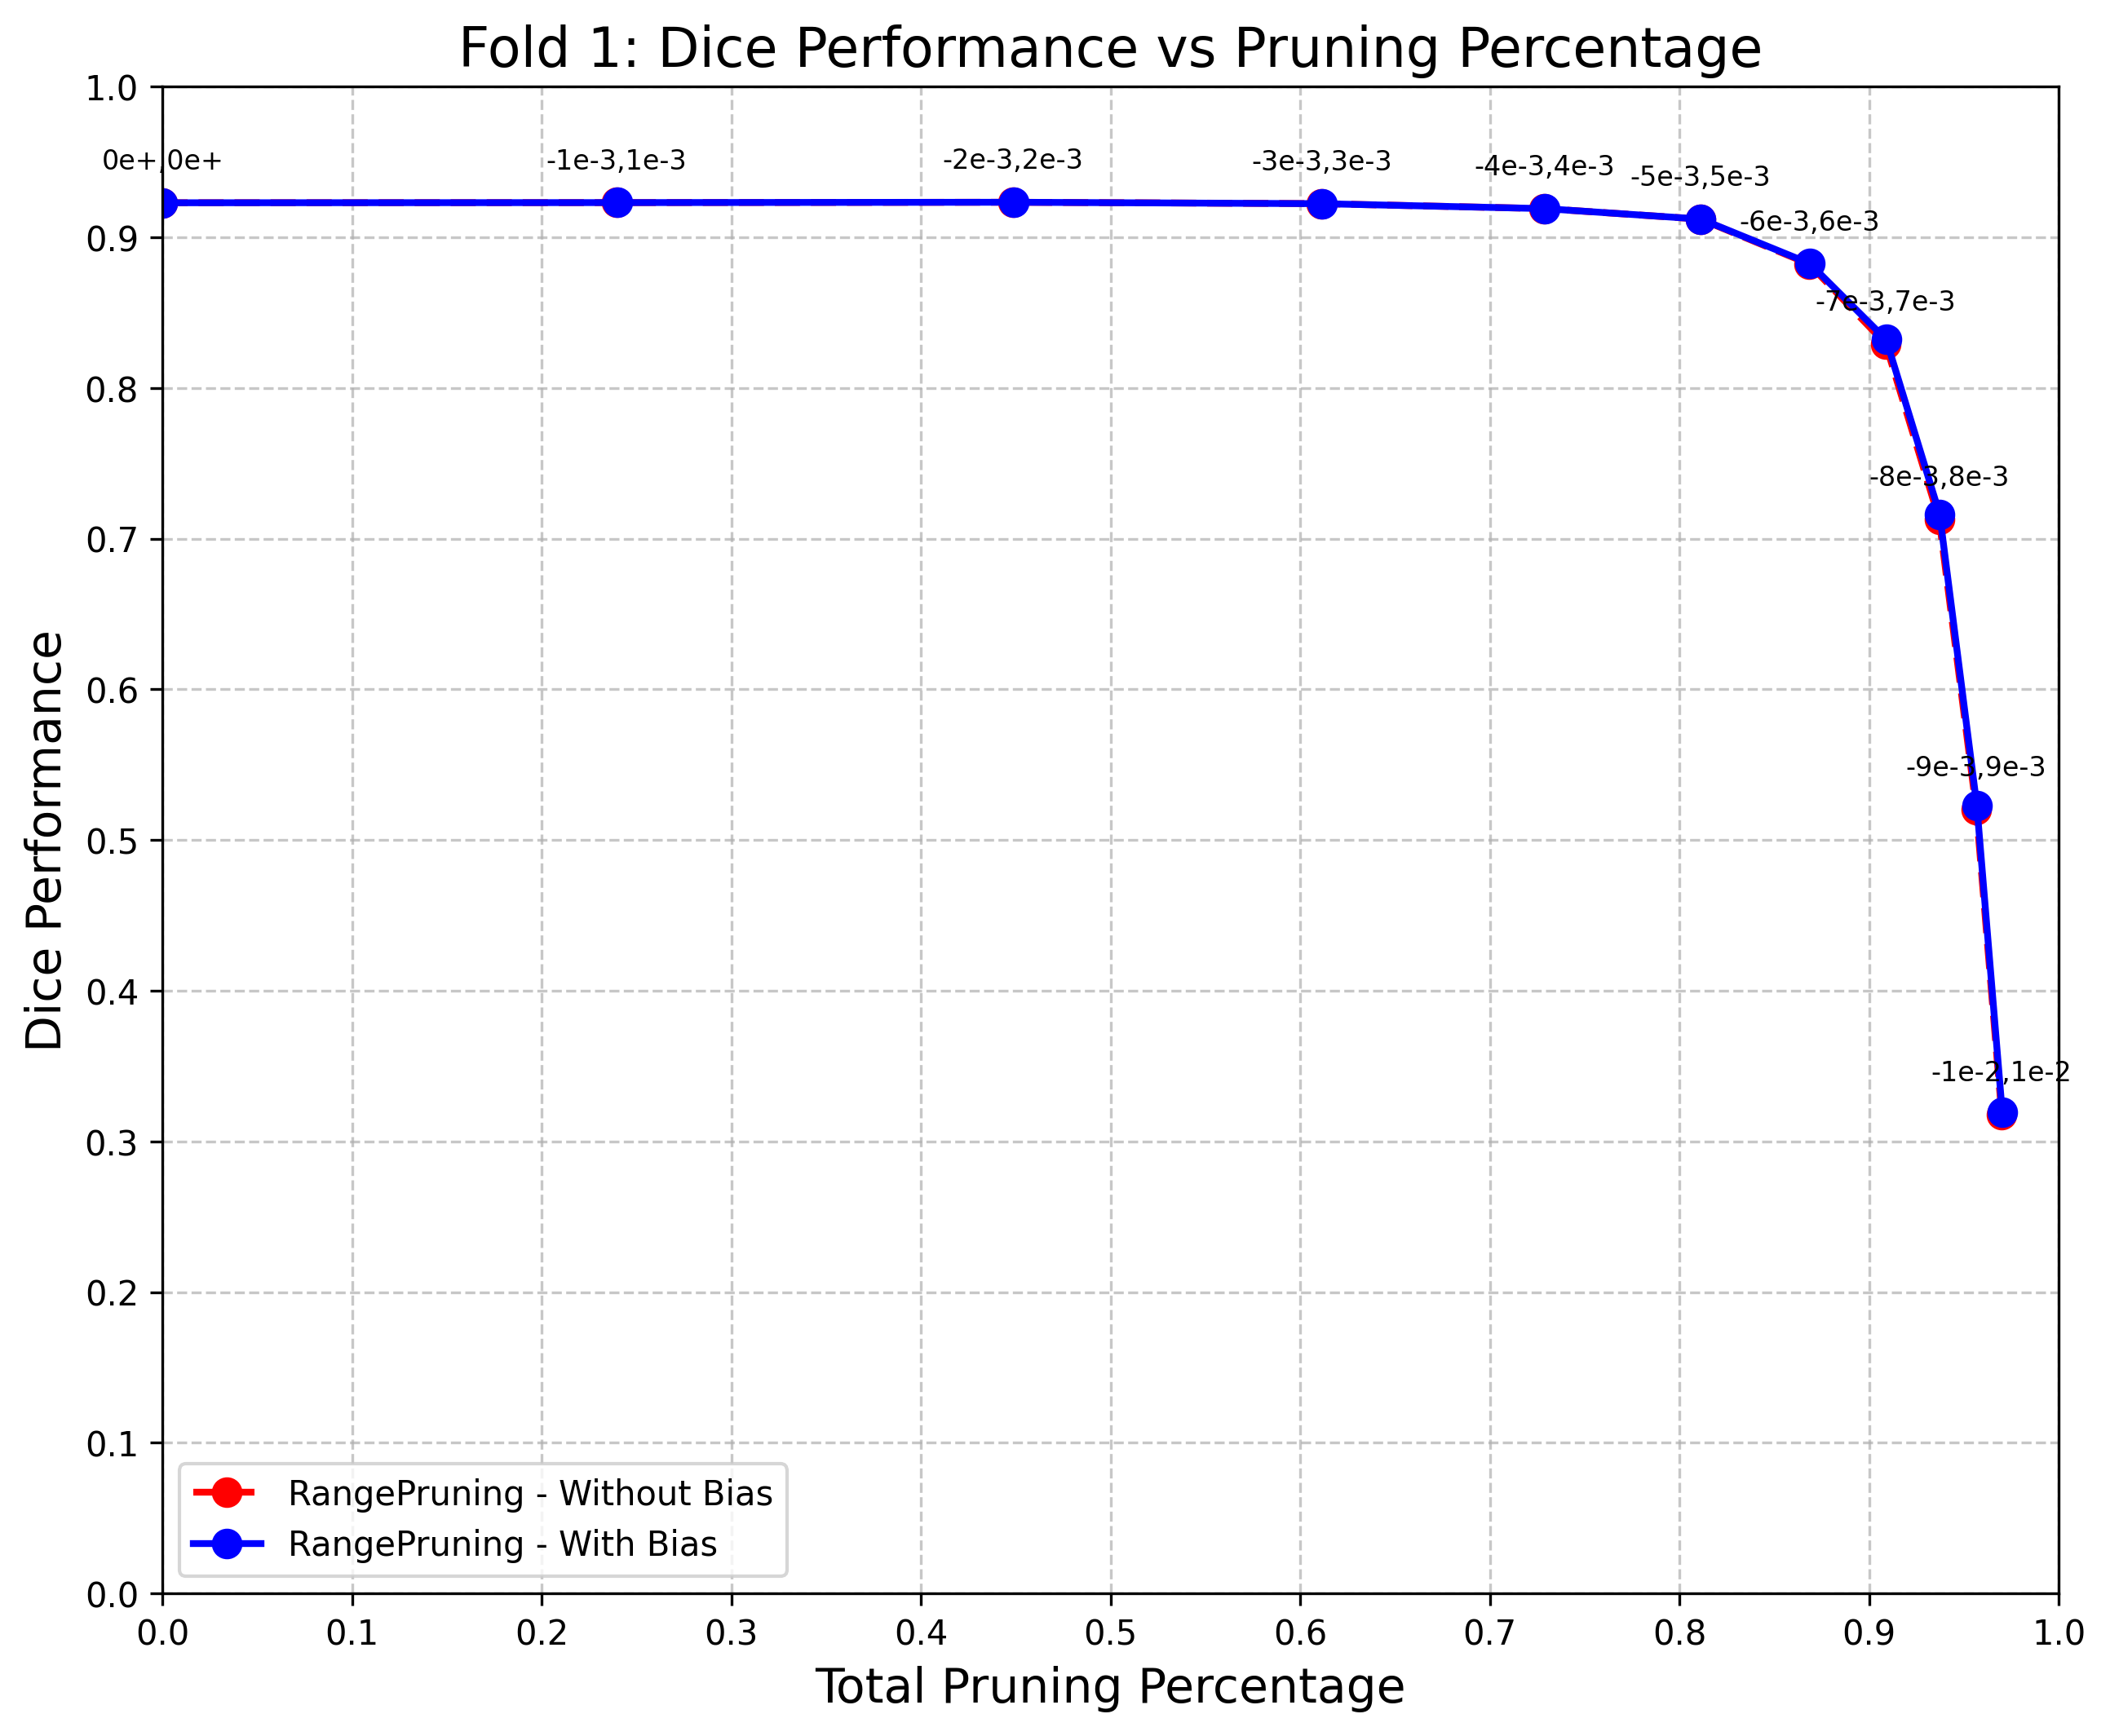 Fold 1: Dice Performance vs Pruning Percentage
1.0
0.9
0.8
0.7
0.6
0.5
0.4
0.3
0.2
0.1
0.0
Dice Performance
0e+,0e+
-1e-3,1e-3
-2e-3,2e-3
-3e-3,3e-3
-4e-3,4e-3
-5e-3,5e-3
-6e-3,6e-3
-7e-3,7e-3
-8e-3,8e-3
-9e-3,9e-3
-1e-2,1e-2
RangePruning - Without Bias
RangePruning - With Bias
0.0 0.1 0.2 0.3 0.4 0.5 0.6 0.7 0.8 0.9 1.0
Total Pruning Percentage